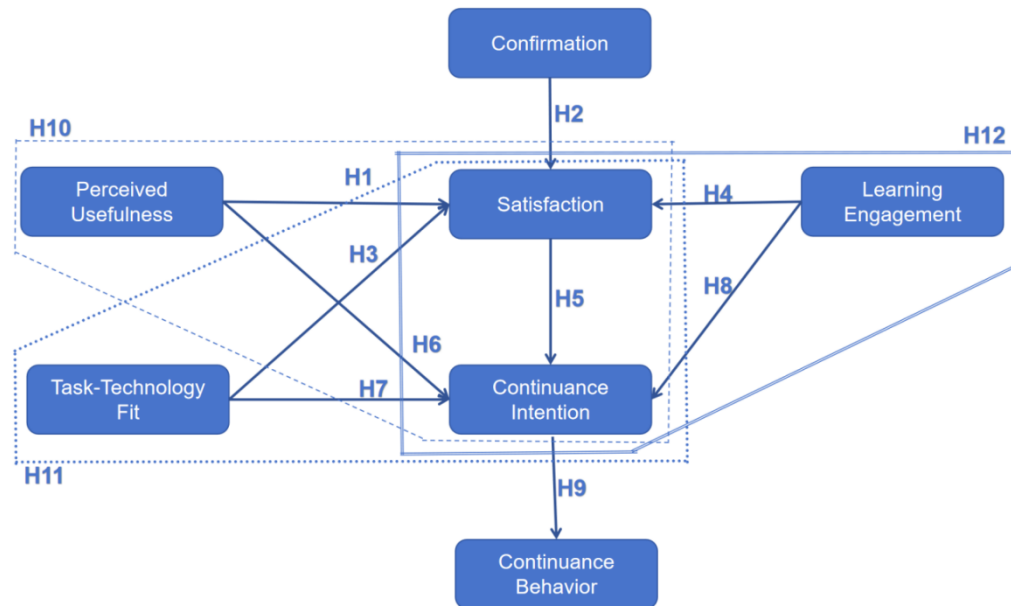 Confirmation
H2
H10
H12
H1
Perceived
Usefulness
Satisfaction
H4
Learning
Engagement
H3
H8
H5
H6
Task-Technology
Fit
H7
Continuance
Intention
H11
H9
Continuance
Behavior